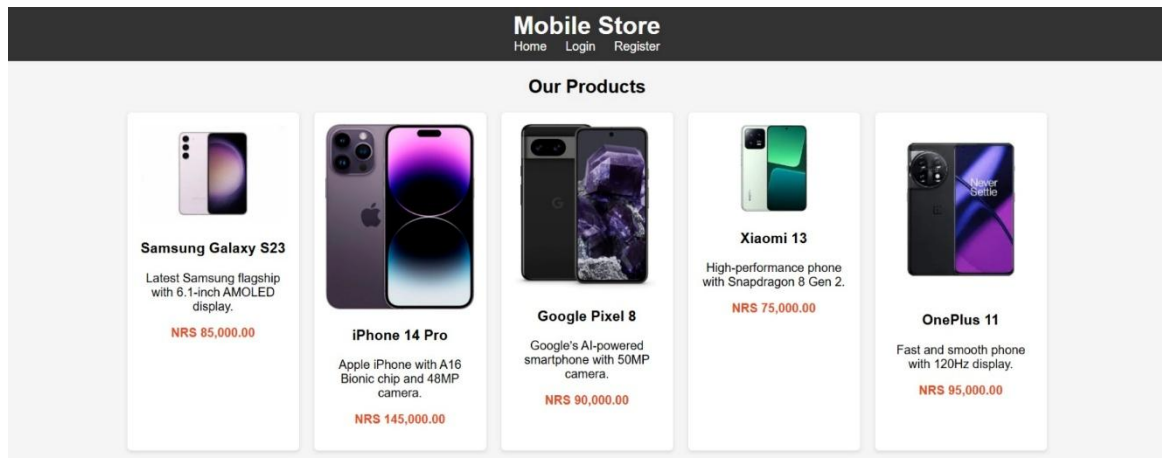 Mobile Store
Home Login Register
Our Products
Samsung Galaxy S23
Latest Samsung flagship
with 6.1-inch AMOLED
display.
NRS 85,000.00
iPhone 14 Pro
Apple iPhone with A16
Bionic chip and 48MP
camera.
NRS 145,000.00
G
Google Pixel 8
Google's AI-powered
smartphone with 50MP
camera.
NRS 90,000.00
Xiaomi 13
High-performance phone
with Snapdragon 8 Gen 2.
NRS 75,000.00
Never
Settle
OnePlus 11
Fast and smooth phone
with 120Hz display.
NRS 95,000.00